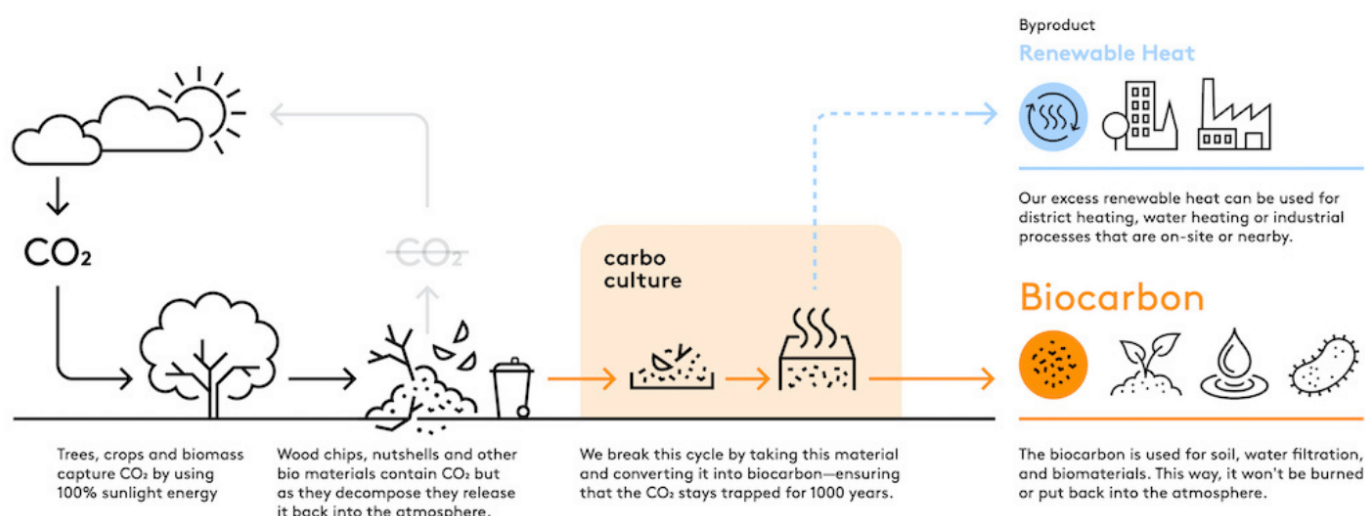 Byproduct
Renewable Heat
Our excess renewable heat can be used for
district heating, water heating or industrial
processes that are on-site or nearby.
CO₂
CO₂
carbo
culture
Biocarbon
Trees, crops and biomass
capture CO₂ by using
100% sunlight energy
Wood chips, nutshells and other
bio materials contain CO₂ but
as they decompose they release
it back into the atmosphere.
We break this cycle by taking this material
and converting it into biocarbon—ensuring
that the CO₂ stays trapped for 1000 years.
The biocarbon is used for soil, water filtration,
and biomaterials. This way, it won't be burned
or put back into the atmosphere.